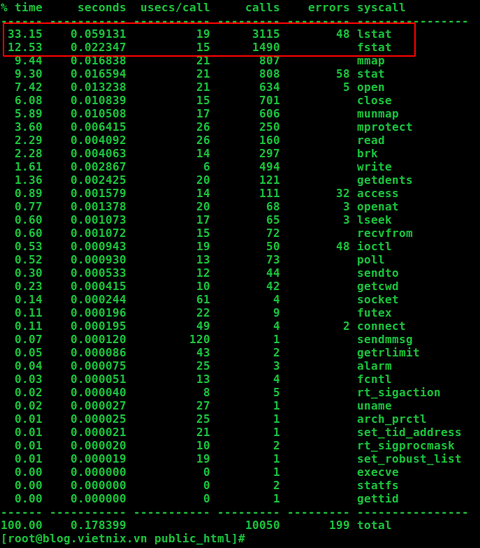 % time     seconds  usecs/call     calls    errors syscall
------ ----------- ----------- --------- --------- ----------------
 33.15    0.059131          19      3115        48 lstat
 12.53    0.022347          15      1490           fstat
  9.44    0.016838          21       807           mmap
  9.30    0.016594          21       808        58 stat
  7.42    0.013238          21       634         5 open
  6.08    0.010839          15       701           close
  5.89    0.010508          17       606           munmap
  3.60    0.006415          26       250           mprotect
  2.29    0.004092          26       160           read
  2.28    0.004063          14       297           brk
  1.61    0.002867           6       494           write
  1.36    0.002425          20       121           getdents
  0.89    0.001579          14       111        32 access
  0.77    0.001378          20        68         3 openat
  0.60    0.001073          17        65         3 lseek
  0.60    0.001072          15        72           recvfrom
  0.53    0.000943          19        50        48 ioctl
  0.52    0.000930          13        73           poll
  0.30    0.000533          12        44           sendto
  0.23    0.000415          10        42           getcwd
  0.14    0.000244          61         4           socket
  0.11    0.000196          22         9           futex
  0.11    0.000195          49         4         2 connect
  0.07    0.000120         120         1           sendmmsg
  0.05    0.000086          43         2           getrlimit
  0.04    0.000075          25         3           alarm
  0.03    0.000051          13         4           fcntl
  0.02    0.000040           8         5           rt_sigaction
  0.02    0.000027          27         1           uname
  0.01    0.000025          25         1           arch_prctl
  0.01    0.000021          21         1           set_tid_address
  0.01    0.000020          10         2           rt_sigprocmask
  0.01    0.000019          19         1           set_robust_list
  0.00    0.000000           0         1           execve
  0.00    0.000000           0         2           statfs
  0.00    0.000000           0         1           gettid
------ ----------- ----------- --------- --------- ----------------
100.00    0.178399                 10050       199 total
[root@blog.vietnix.vn public_html]#